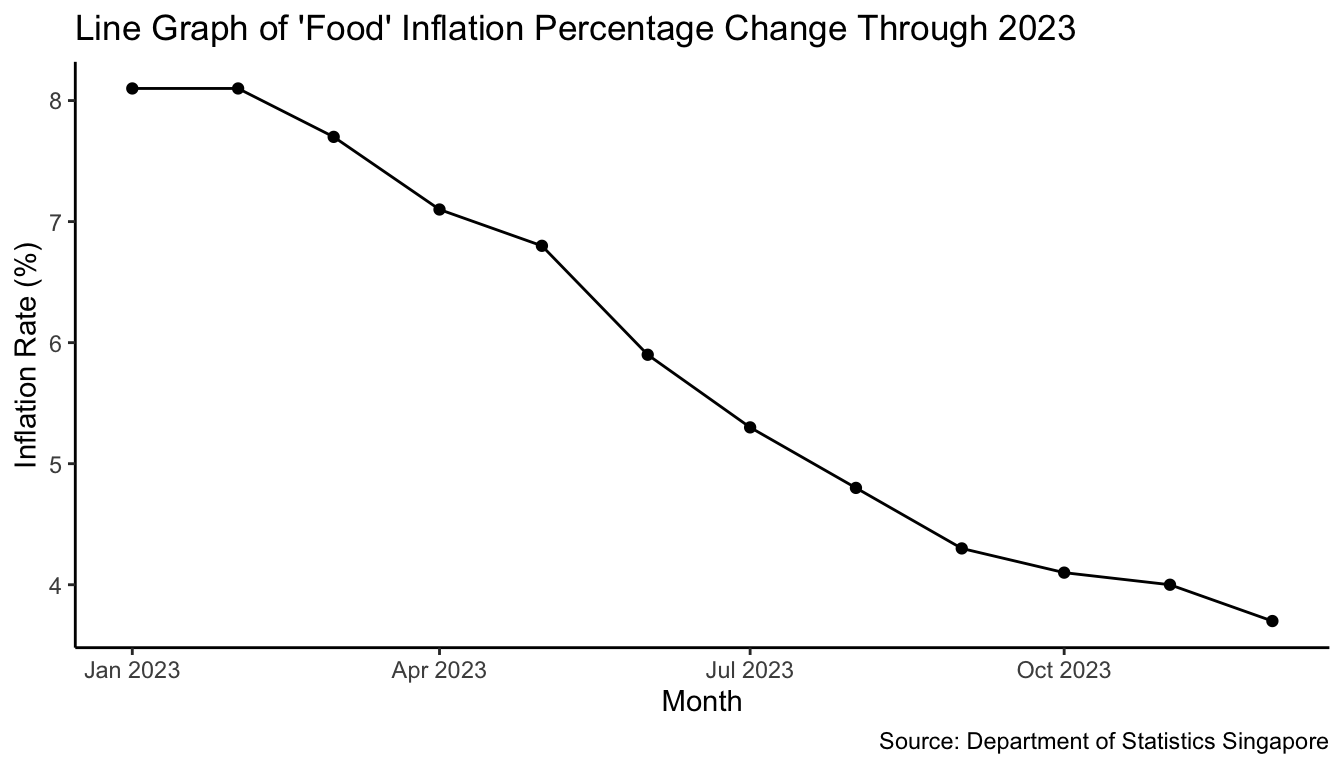 Line Graph of 'Food' Inflation Percentage Change Through 2023
Inflation Rate (%)
8
7
6
5
4
Jan 2023 Apr 2023 Jul 2023 Oct 2023
Month
Source: Department of Statistics Singapore